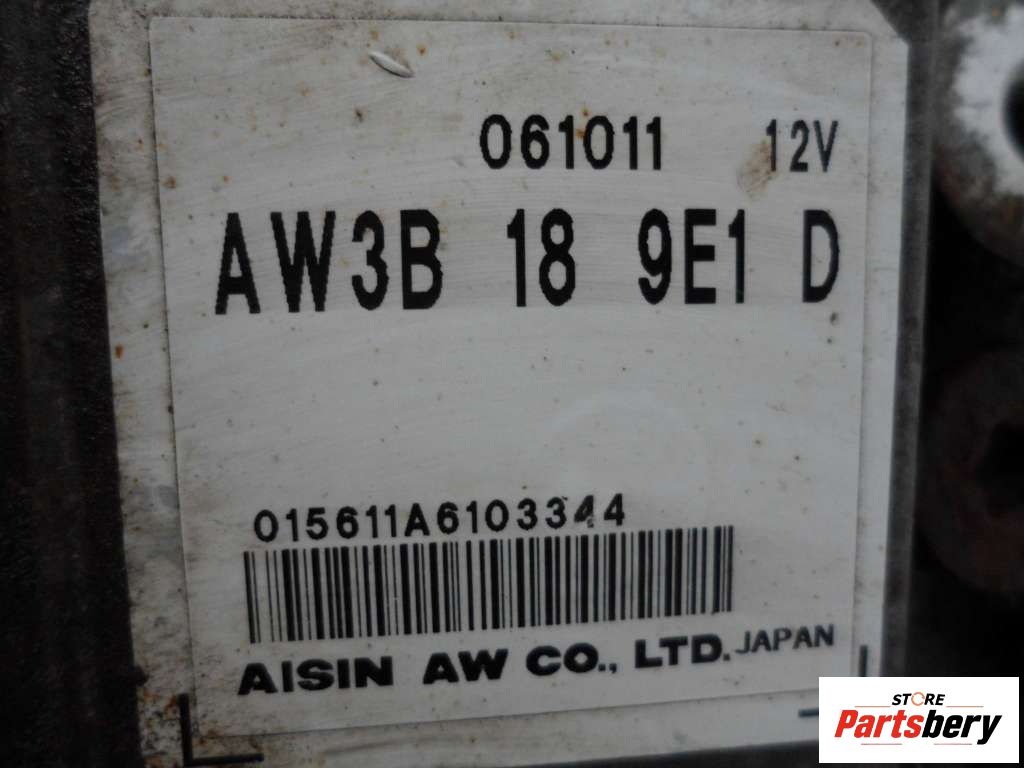 061011 12V
AW3B 18 9E1 D
015611A6103344
AISIN AW CO., LTD. JAPAN
STORE
Partsbery